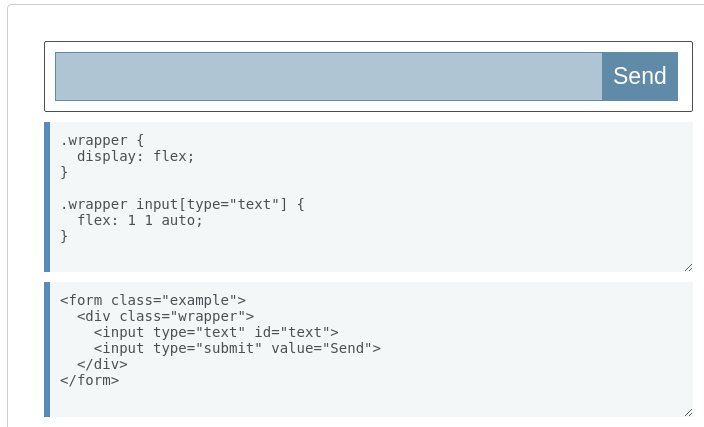 Send
.wrapper {
  display: flex;
}

.wrapper input[type="text"] {
  flex: 1 1 auto;
}
<form class="example">
  <div class="wrapper">
    <input type="text" id="text">
    <input type="submit" value="Send">
  </div>
</form>